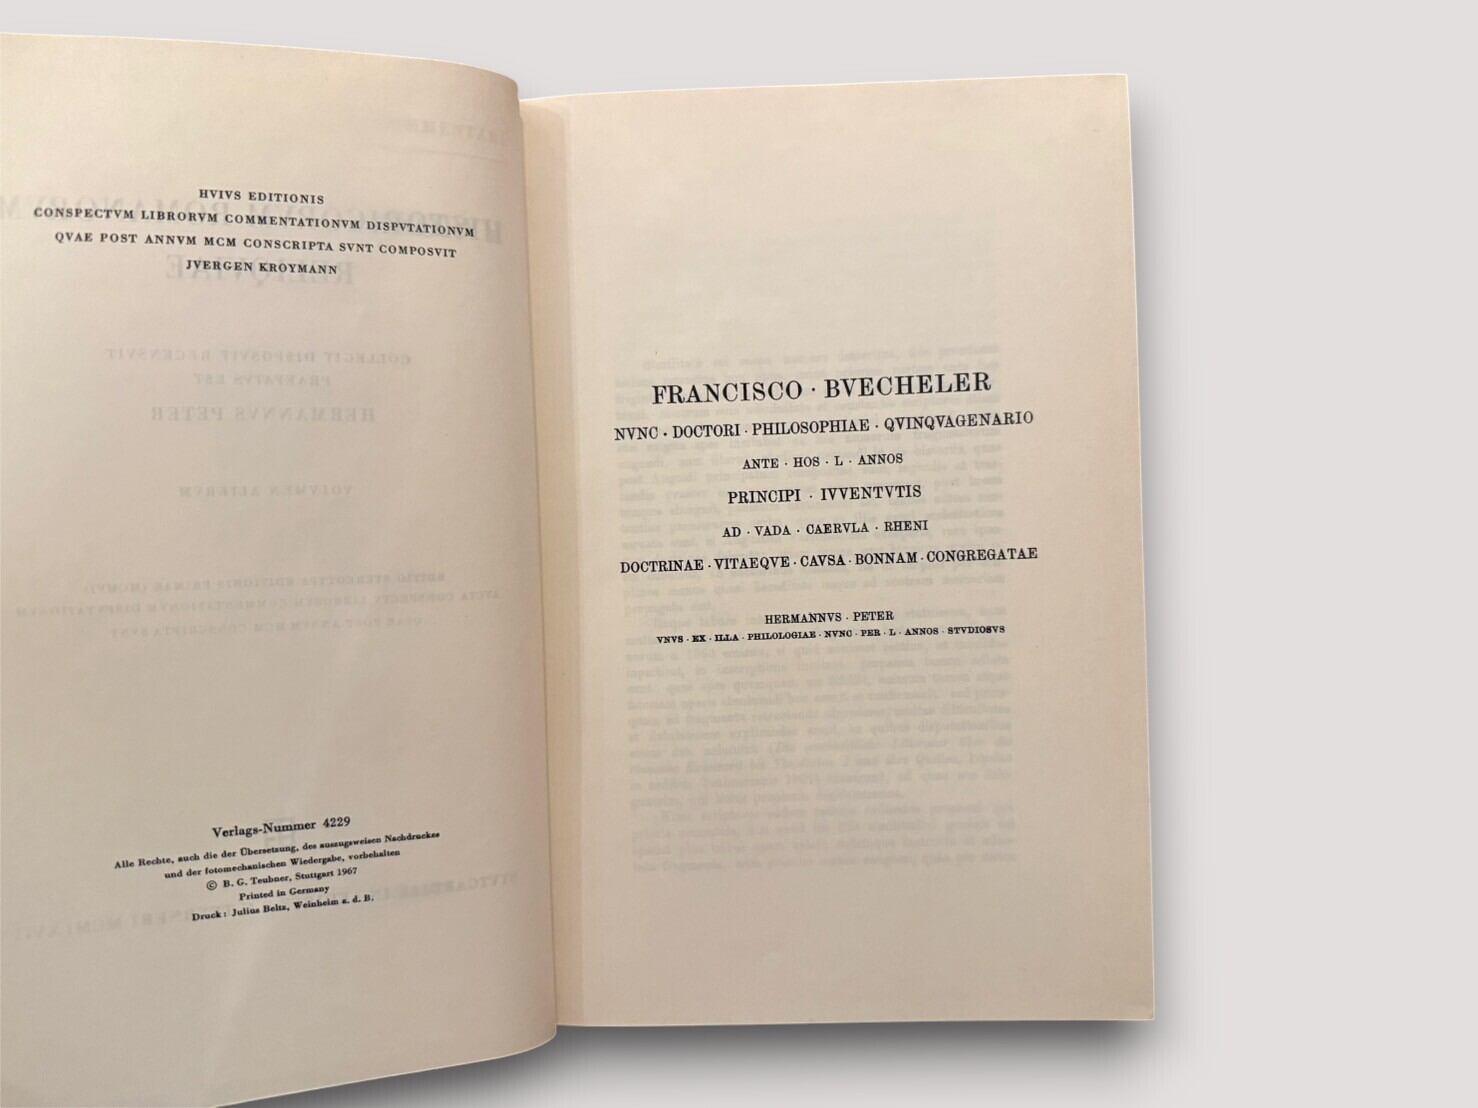 HVIVS EDITIONIS
CONSPECTVM LIBRORVM COMMENTATIONVM DISPVTATIONVM
QVAE POST ANNVM MCM CONSCRIPTA SVNT COMPOSVIT
JVERGEN KROYMANN
Verlags-Nummer 4229
Alle Rechte, auch die der Übersetzung, des auszugsweisen Nachdruckes
und der fotomechanischen Wiedergabe, vorbehalten
© B. G. Teubner, Stuttgart 1967
Printed in Germany
Druck: Julius Beltz, Weinheim a. d. B.
FRANCISCO · BVECHELER
NVNC · DOCTORI · PHILOSOPHIAE · QVINQVAGENARIO
ANTE · HOS · L · ANNOS
PRINCIPI · IVVENTVTIS
AD · VADA · CAERVLA · RHENI
DOCTRINAE · VITAEQVE · CAVSA · BONNAM · CONGREGATAE
HERMANNVS · PETER
VNVS · EX · ILLA · PHILOLOGIAE · NVNC · PER · L · ANNOS · STVDIOSVS